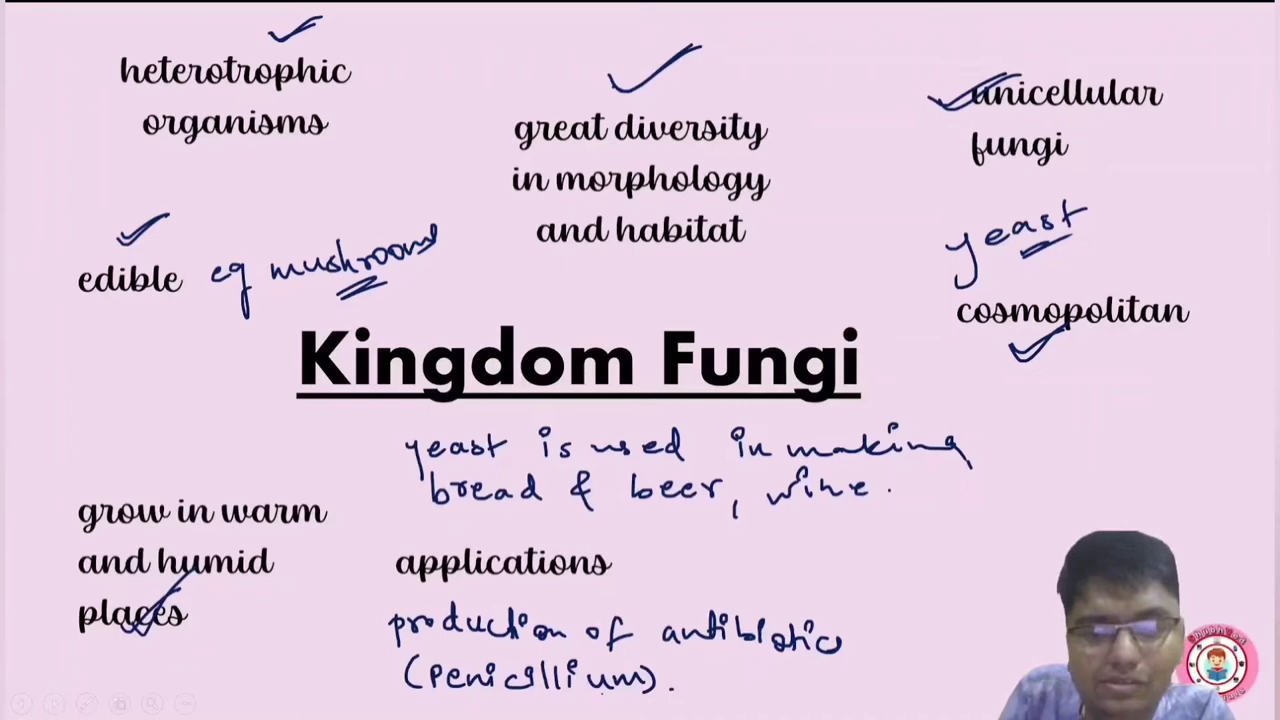 heterotrophic
organisms
great diversity
in morphology
and habitat
unicellular
fungi
yeast
edible eg mushrooms
cosmopolitan
Kingdom Fungi
yeast is used in making
bread & beer, wine.
grow in warm
and humid
places
applications
production of antibiotic
(penicillium).